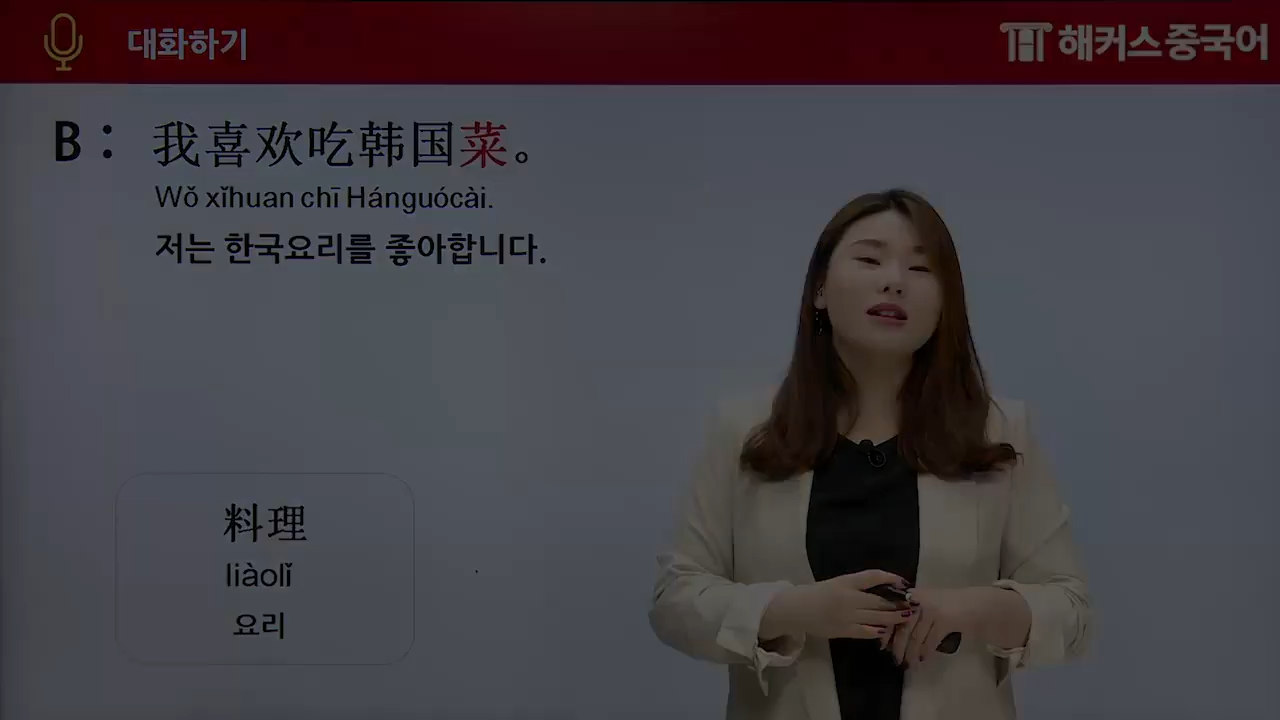 대화하기
해커스중국어
B : 我喜欢吃韩国菜。
Wǒ xǐhuan chī Hánguócài.
저는 한국요리를 좋아합니다.
料理
liàolǐ
요리